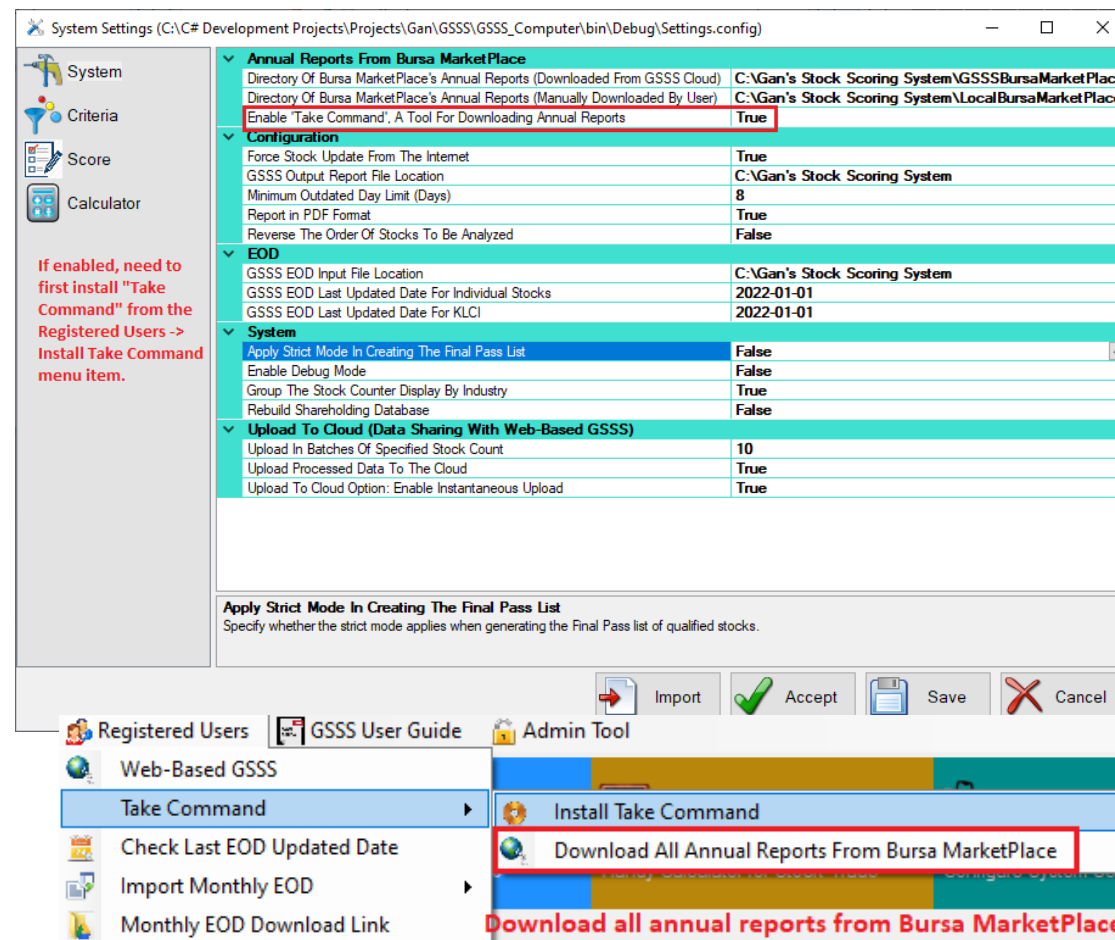 System Settings (C:\C# Development Projects\Projects\Gan\GSSS\GSSS_Computer\bin\Debug\Settings.config)
System
Criteria
Score
Calculator
If enabled, need to
first install "Take
Command" from the
Registered Users ->
Install Take Command
menu item.
Annual Reports From Bursa MarketPlace
Directory Of Bursa MarketPlace's Annual Reports (Downloaded From GSSS Cloud) C:\Gan's Stock Scoring System\GSSSBursaMarketPlac
Directory Of Bursa MarketPlace's Annual Reports (Manually Downloaded By User) C:\Gan's Stock Scoring System\LocalBursaMarketPlace
Enable 'Take Command', A Tool For Downloading Annual Reports True
Configuration
Force Stock Update From The Internet True
GSSS Output Report File Location C:\Gan's Stock Scoring System
Minimum Outdated Day Limit (Days) 8
Report in PDF Format True
Reverse The Order Of Stocks To Be Analyzed False
EOD
GSSS EOD Input File Location C:\Gan's Stock Scoring System
GSSS EOD Last Updated Date For Individual Stocks 2022-01-01
GSSS EOD Last Updated Date For KLCI 2022-01-01
System
Apply Strict Mode In Creating The Final Pass List False
Enable Debug Mode False
Group The Stock Counter Display By Industry True
Rebuild Shareholding Database False
Upload To Cloud (Data Sharing With Web-Based GSSS)
Upload In Batches Of Specified Stock Count 10
Upload Processed Data To The Cloud True
Upload To Cloud Option: Enable Instantaneous Upload True
Apply Strict Mode In Creating The Final Pass List
Specify whether the strict mode applies when generating the Final Pass list of qualified stocks.
Import Accept Save Cancel
Registered Users GSSS User Guide Admin Tool
Web-Based GSSS
Take Command Install Take Command
Download All Annual Reports From Bursa MarketPlace
Check Last EOD Updated Date
Import Monthly EOD
Monthly EOD Download Link
Download all annual reports from Bursa MarketPlace